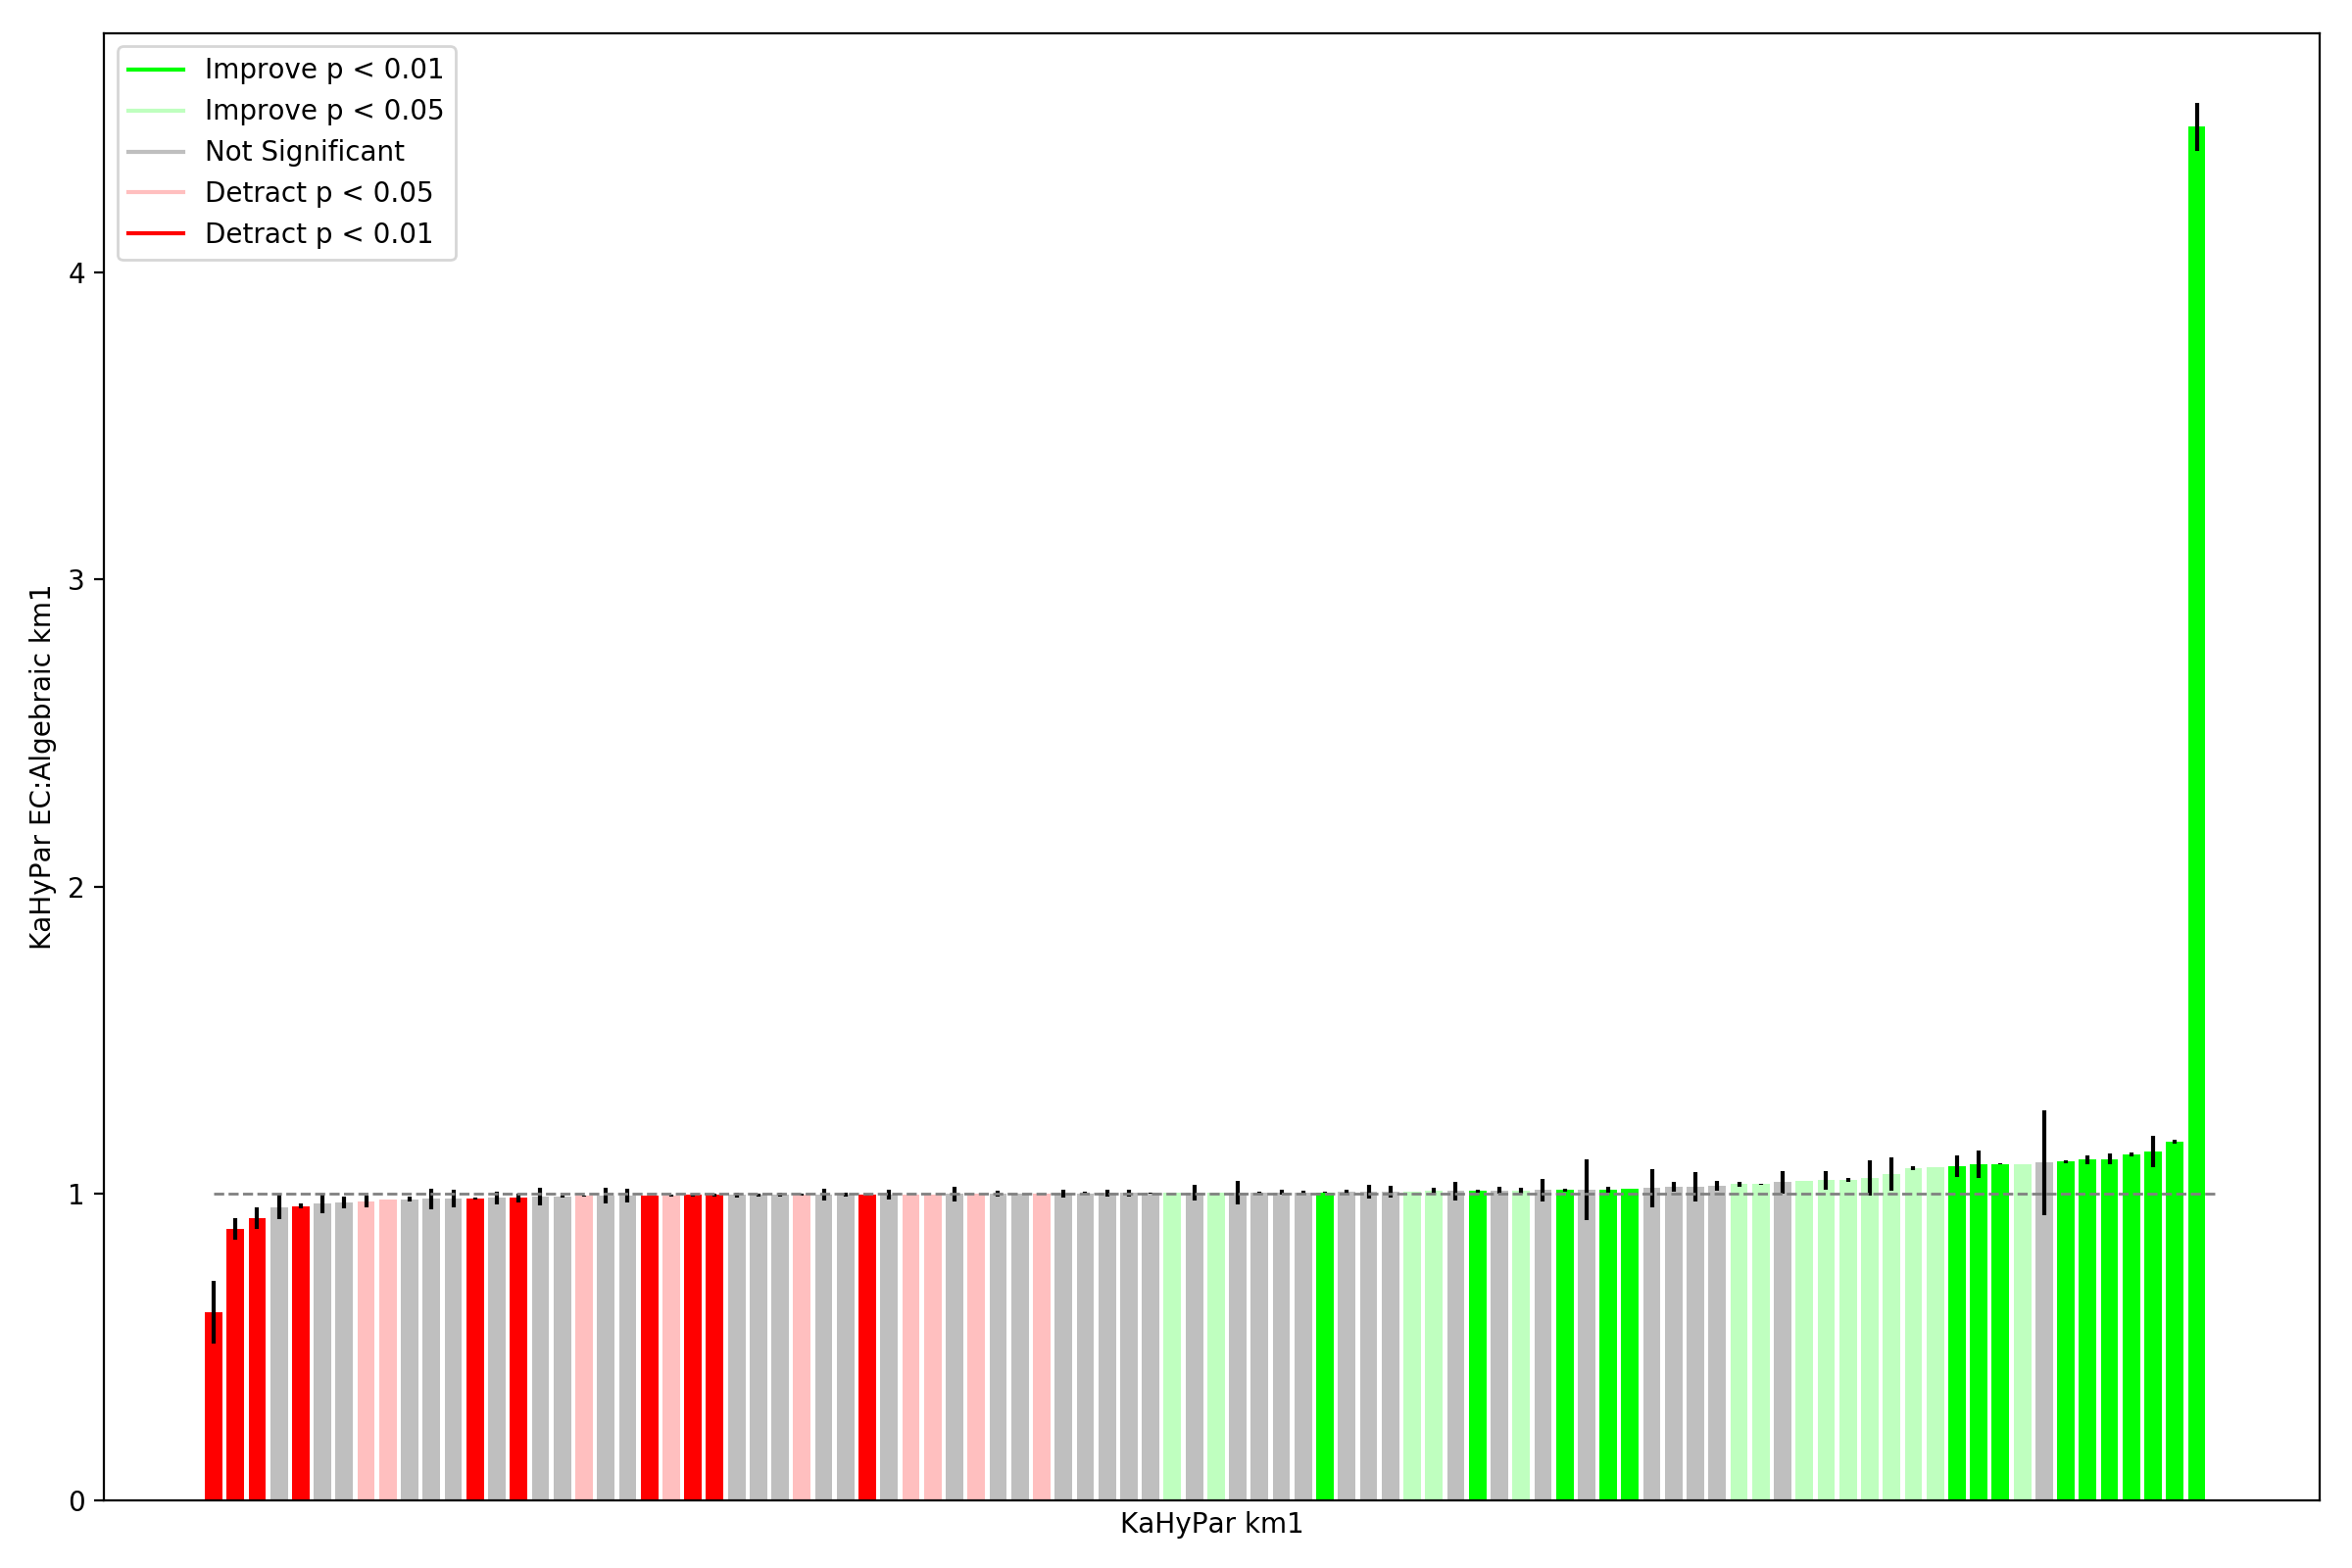 Improve p < 0.01
Improve p < 0.05
Not Significant
Detract p < 0.05
Detract p < 0.01
4
3
2
1
0
KaHyPar EC:Algebraic km1
KaHyPar km1